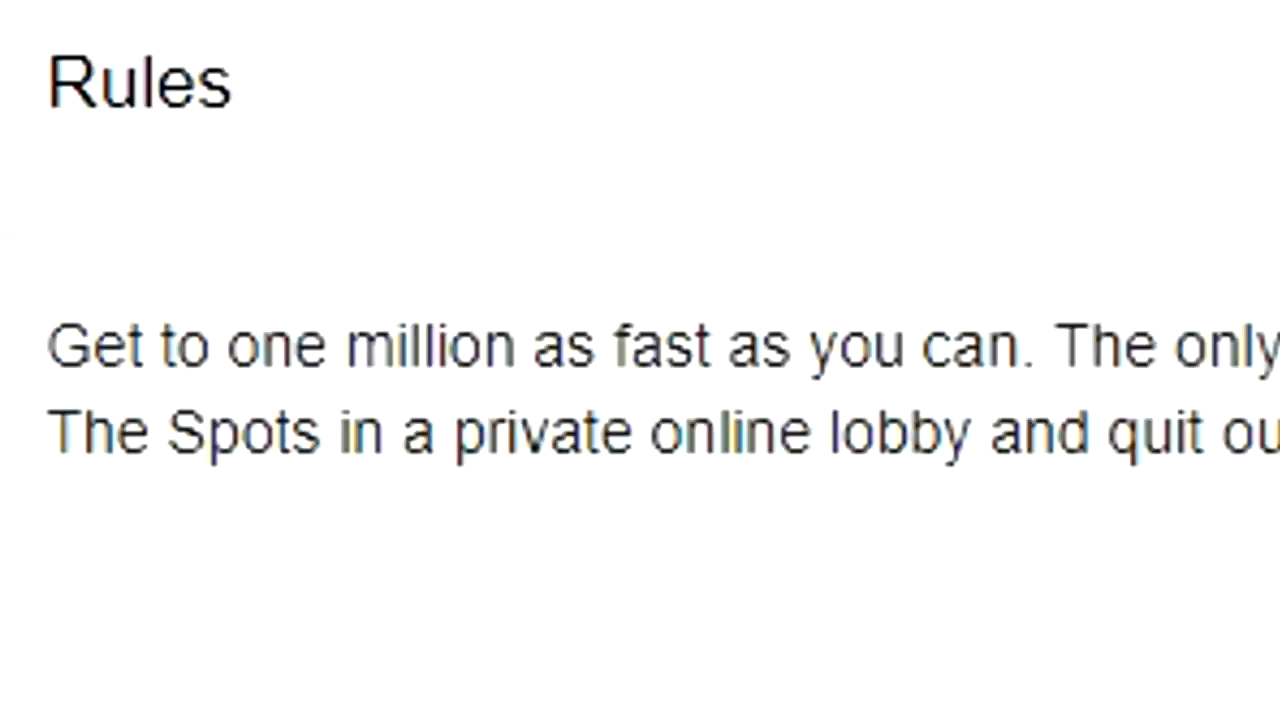 Rules
Get to one million as fast as you can. The only
The Spots in a private online lobby and quit ou